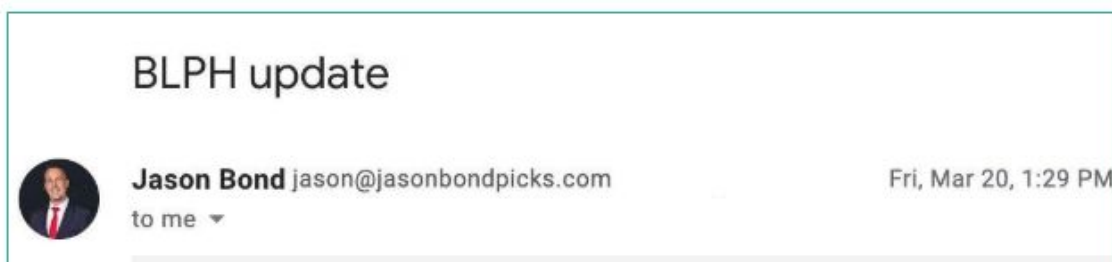 BLPH update
Jason Bond jason@jasonbondpicks.com Fri, Mar 20, 1:29 PM
to me